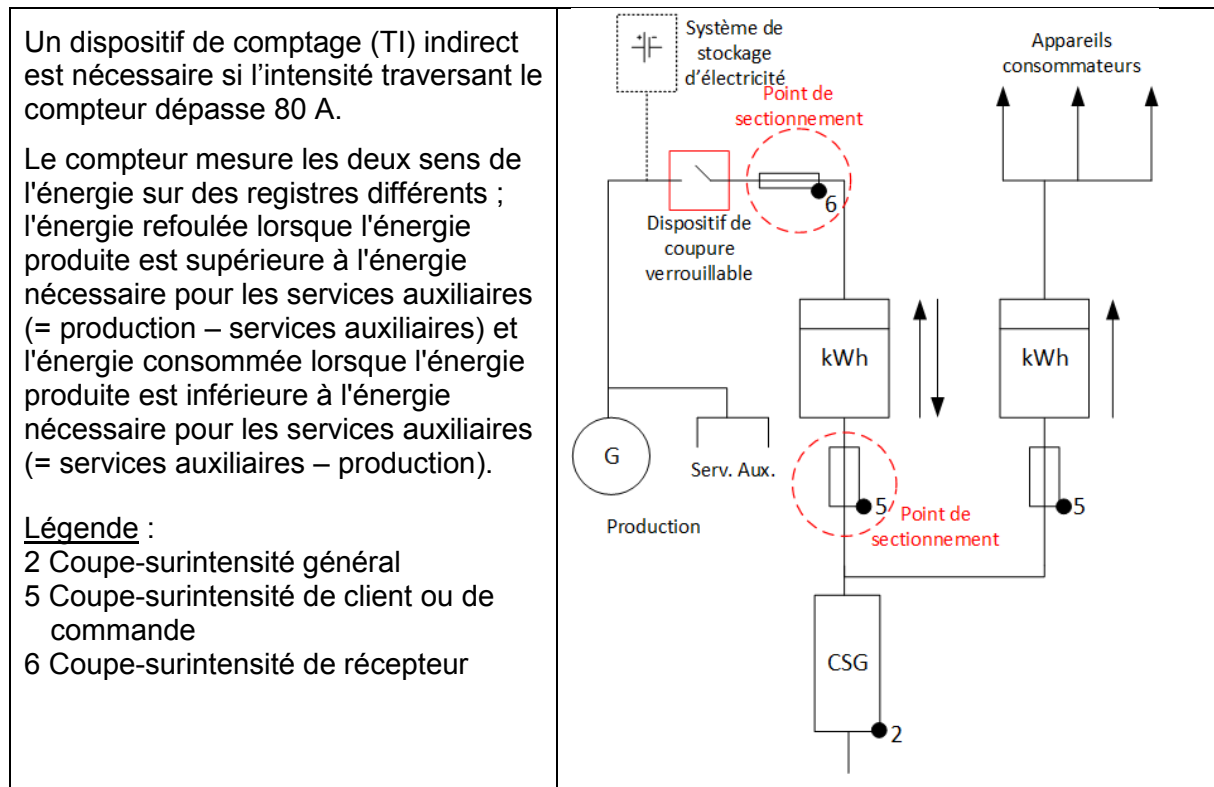 Un dispositif de comptage (TI) indirect
est nécessaire si l’intensité traversant le
compteur dépasse 80 A.
Le compteur mesure les deux sens de
l'énergie sur des registres différents ;
l'énergie refoulée lorsque l'énergie
produite est supérieure à l'énergie
nécessaire pour les services auxiliaires
(= production – services auxiliaires) et
l'énergie consommée lorsque l'énergie
produite est inférieure à l'énergie
nécessaire pour les services auxiliaires
(= services auxiliaires – production).
Légende :
2 Coupe-surintensité général
5 Coupe-surintensité de client ou de
commande
6 Coupe-surintensité de récepteur
Système de
stockage
d’électricité
Appareils
consommateurs
Point de
sectionnement
6
Dispositif de
coupure
verrouillable
kWh
kWh
G
Serv. Aux.
Production
5
Point de
sectionnement
5
CSG
2